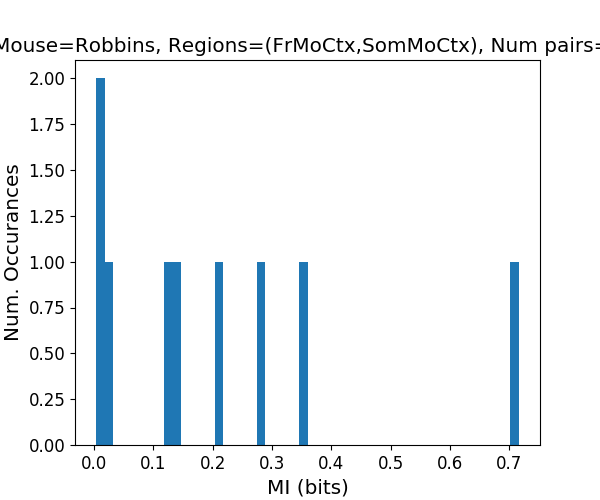 Mouse=Robbins, Regions=(FrMoCtx,SomMoCtx), Num pairs=
2.00
1.75
1.50
1.25
1.00
0.75
0.50
0.25
0.00
Num. Occurances
0.0 0.1 0.2 0.3 0.4 0.5 0.6 0.7
MI (bits)